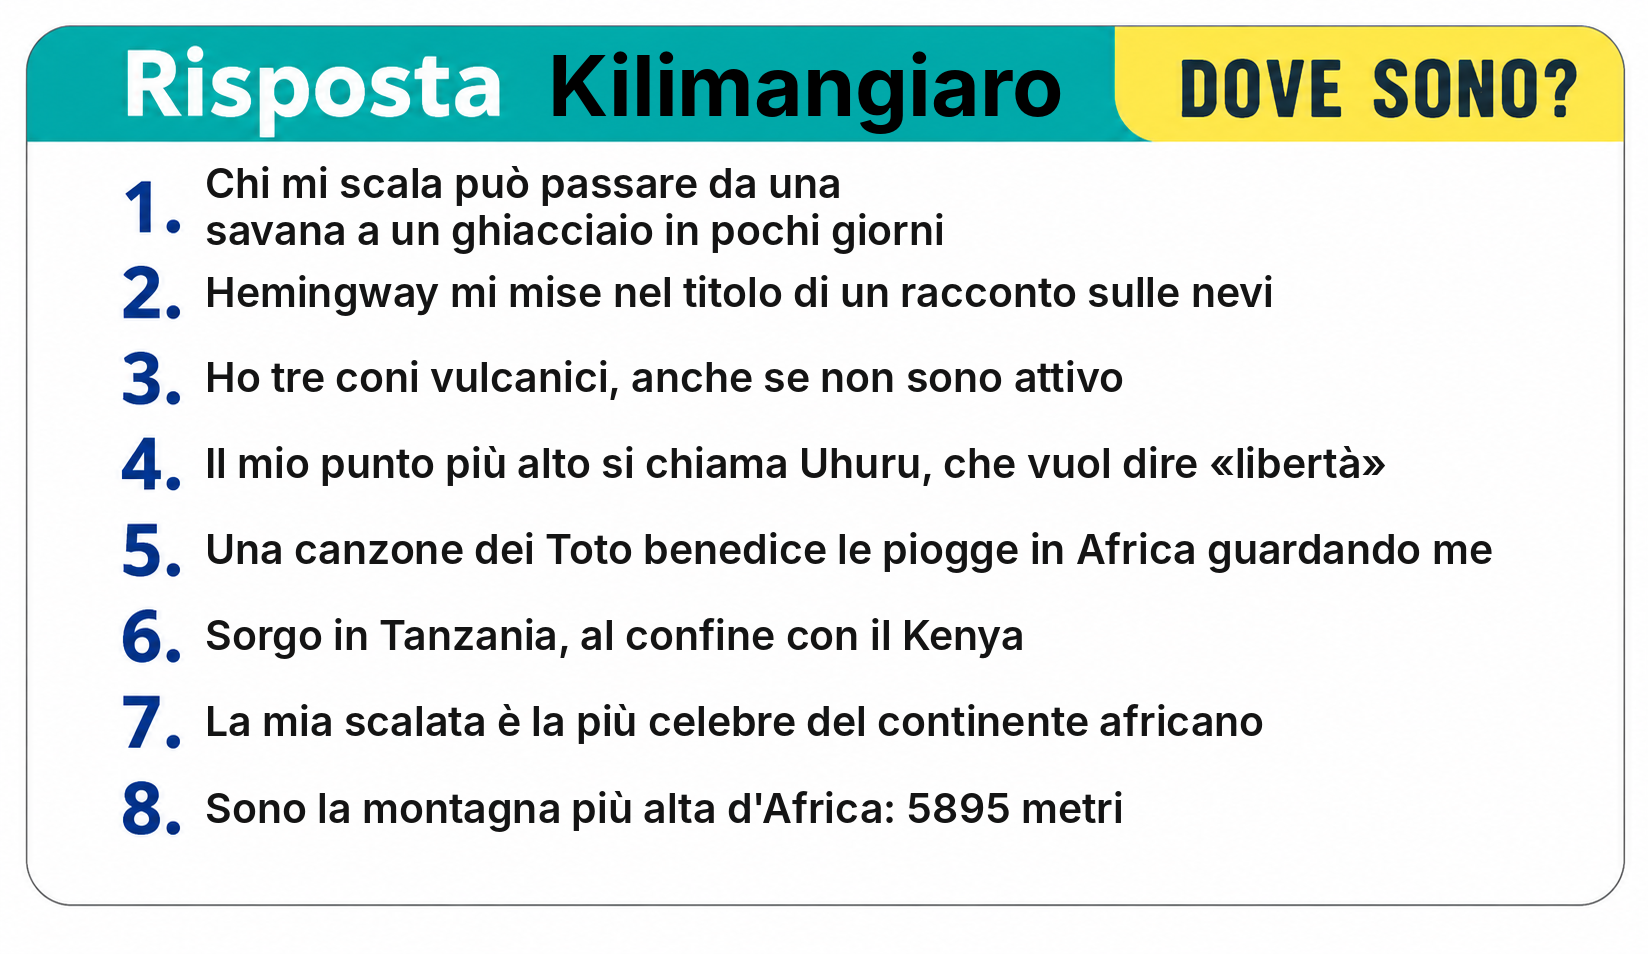 Risposta Kilimangiaro DOVE SONO?
1. Chi mi scala può passare da una
savana a un ghiacciaio in pochi giorni
2. Hemingway mi mise nel titolo di un racconto sulle nevi
3. Ho tre coni vulcanici, anche se non sono attivo
4. Il mio punto più alto si chiama Uhuru, che vuol dire «libertà»
5. Una canzone dei Toto benedice le piogge in Africa guardando me
6. Sorgo in Tanzania, al confine con il Kenya
7. La mia scalata è la più celebre del continente africano
8. Sono la montagna più alta d'Africa: 5895 metri